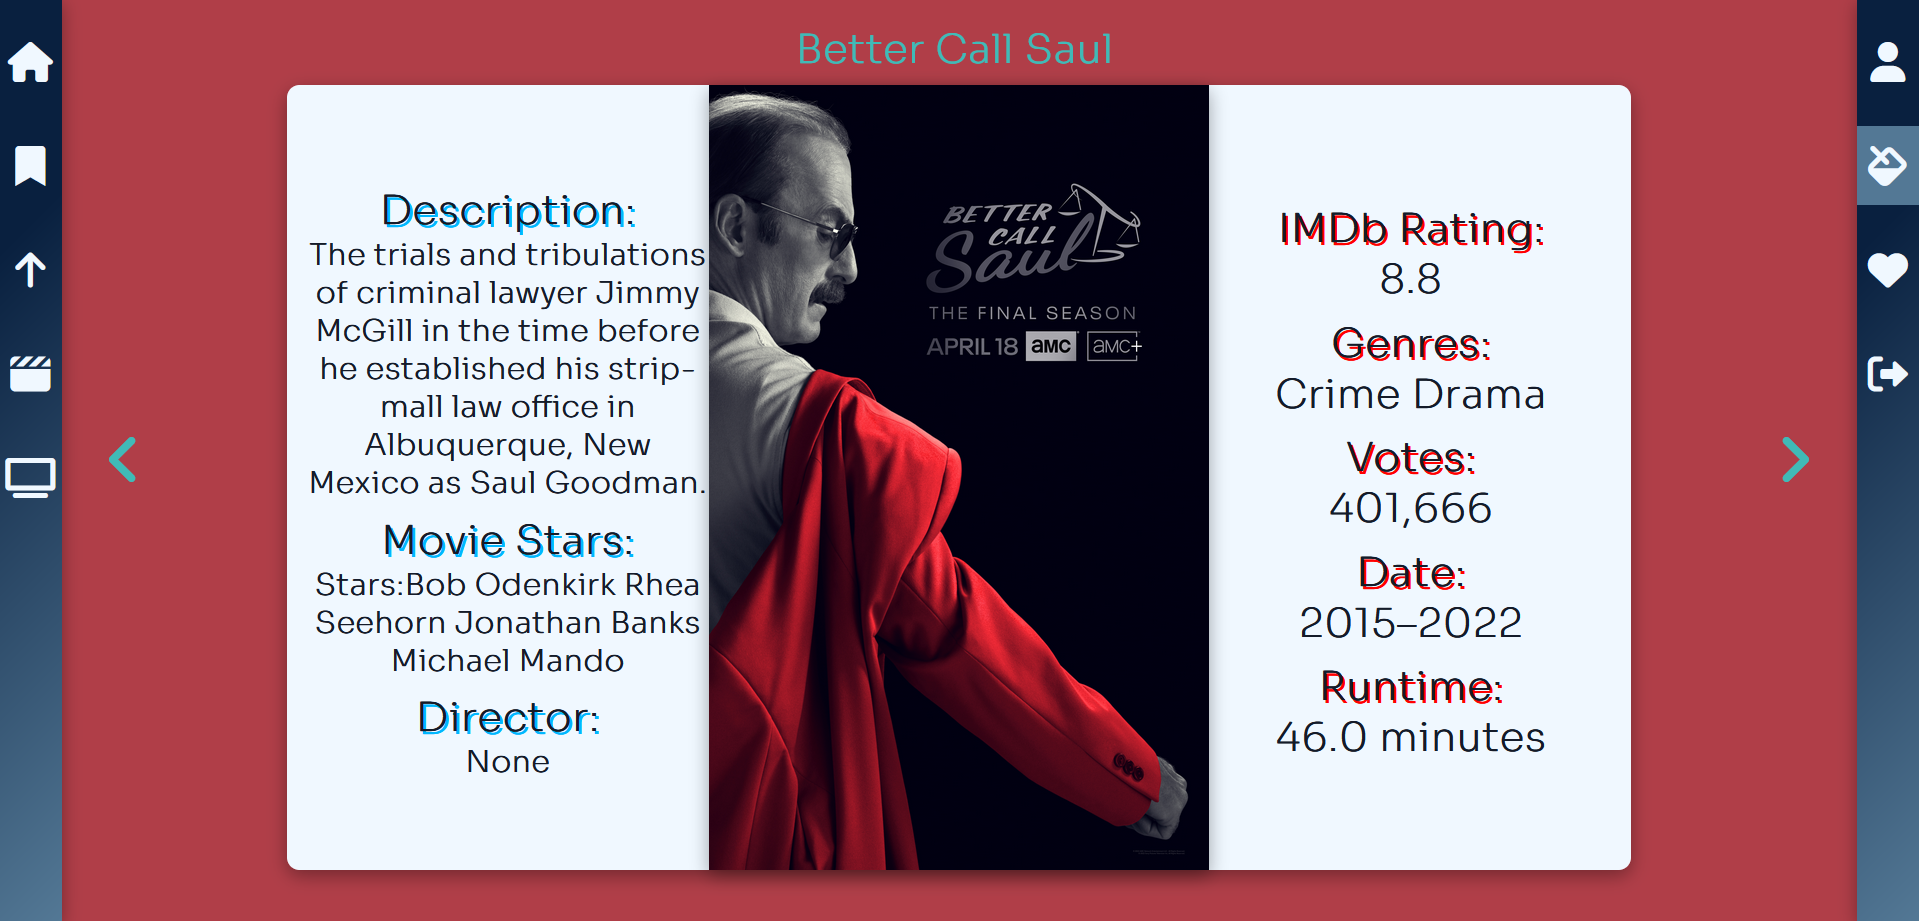 Better Call Saul
Description:
The trials and tribulations
of criminal lawyer Jimmy
McGill in the time before
he established his strip-
mall law office in
Albuquerque, New
Mexico as Saul Goodman.
Movie Stars:
Stars:Bob Odenkirk Rhea
Seehorn Jonathan Banks
Michael Mando
Director:
None
BETTER
CALL
Saul
THE FINAL SEASON
APRIL 18 aMC aMC+
IMDb Rating:
8.8
Genres:
Crime Drama
Votes:
401,666
Date:
2015–2022
Runtime:
46.0 minutes